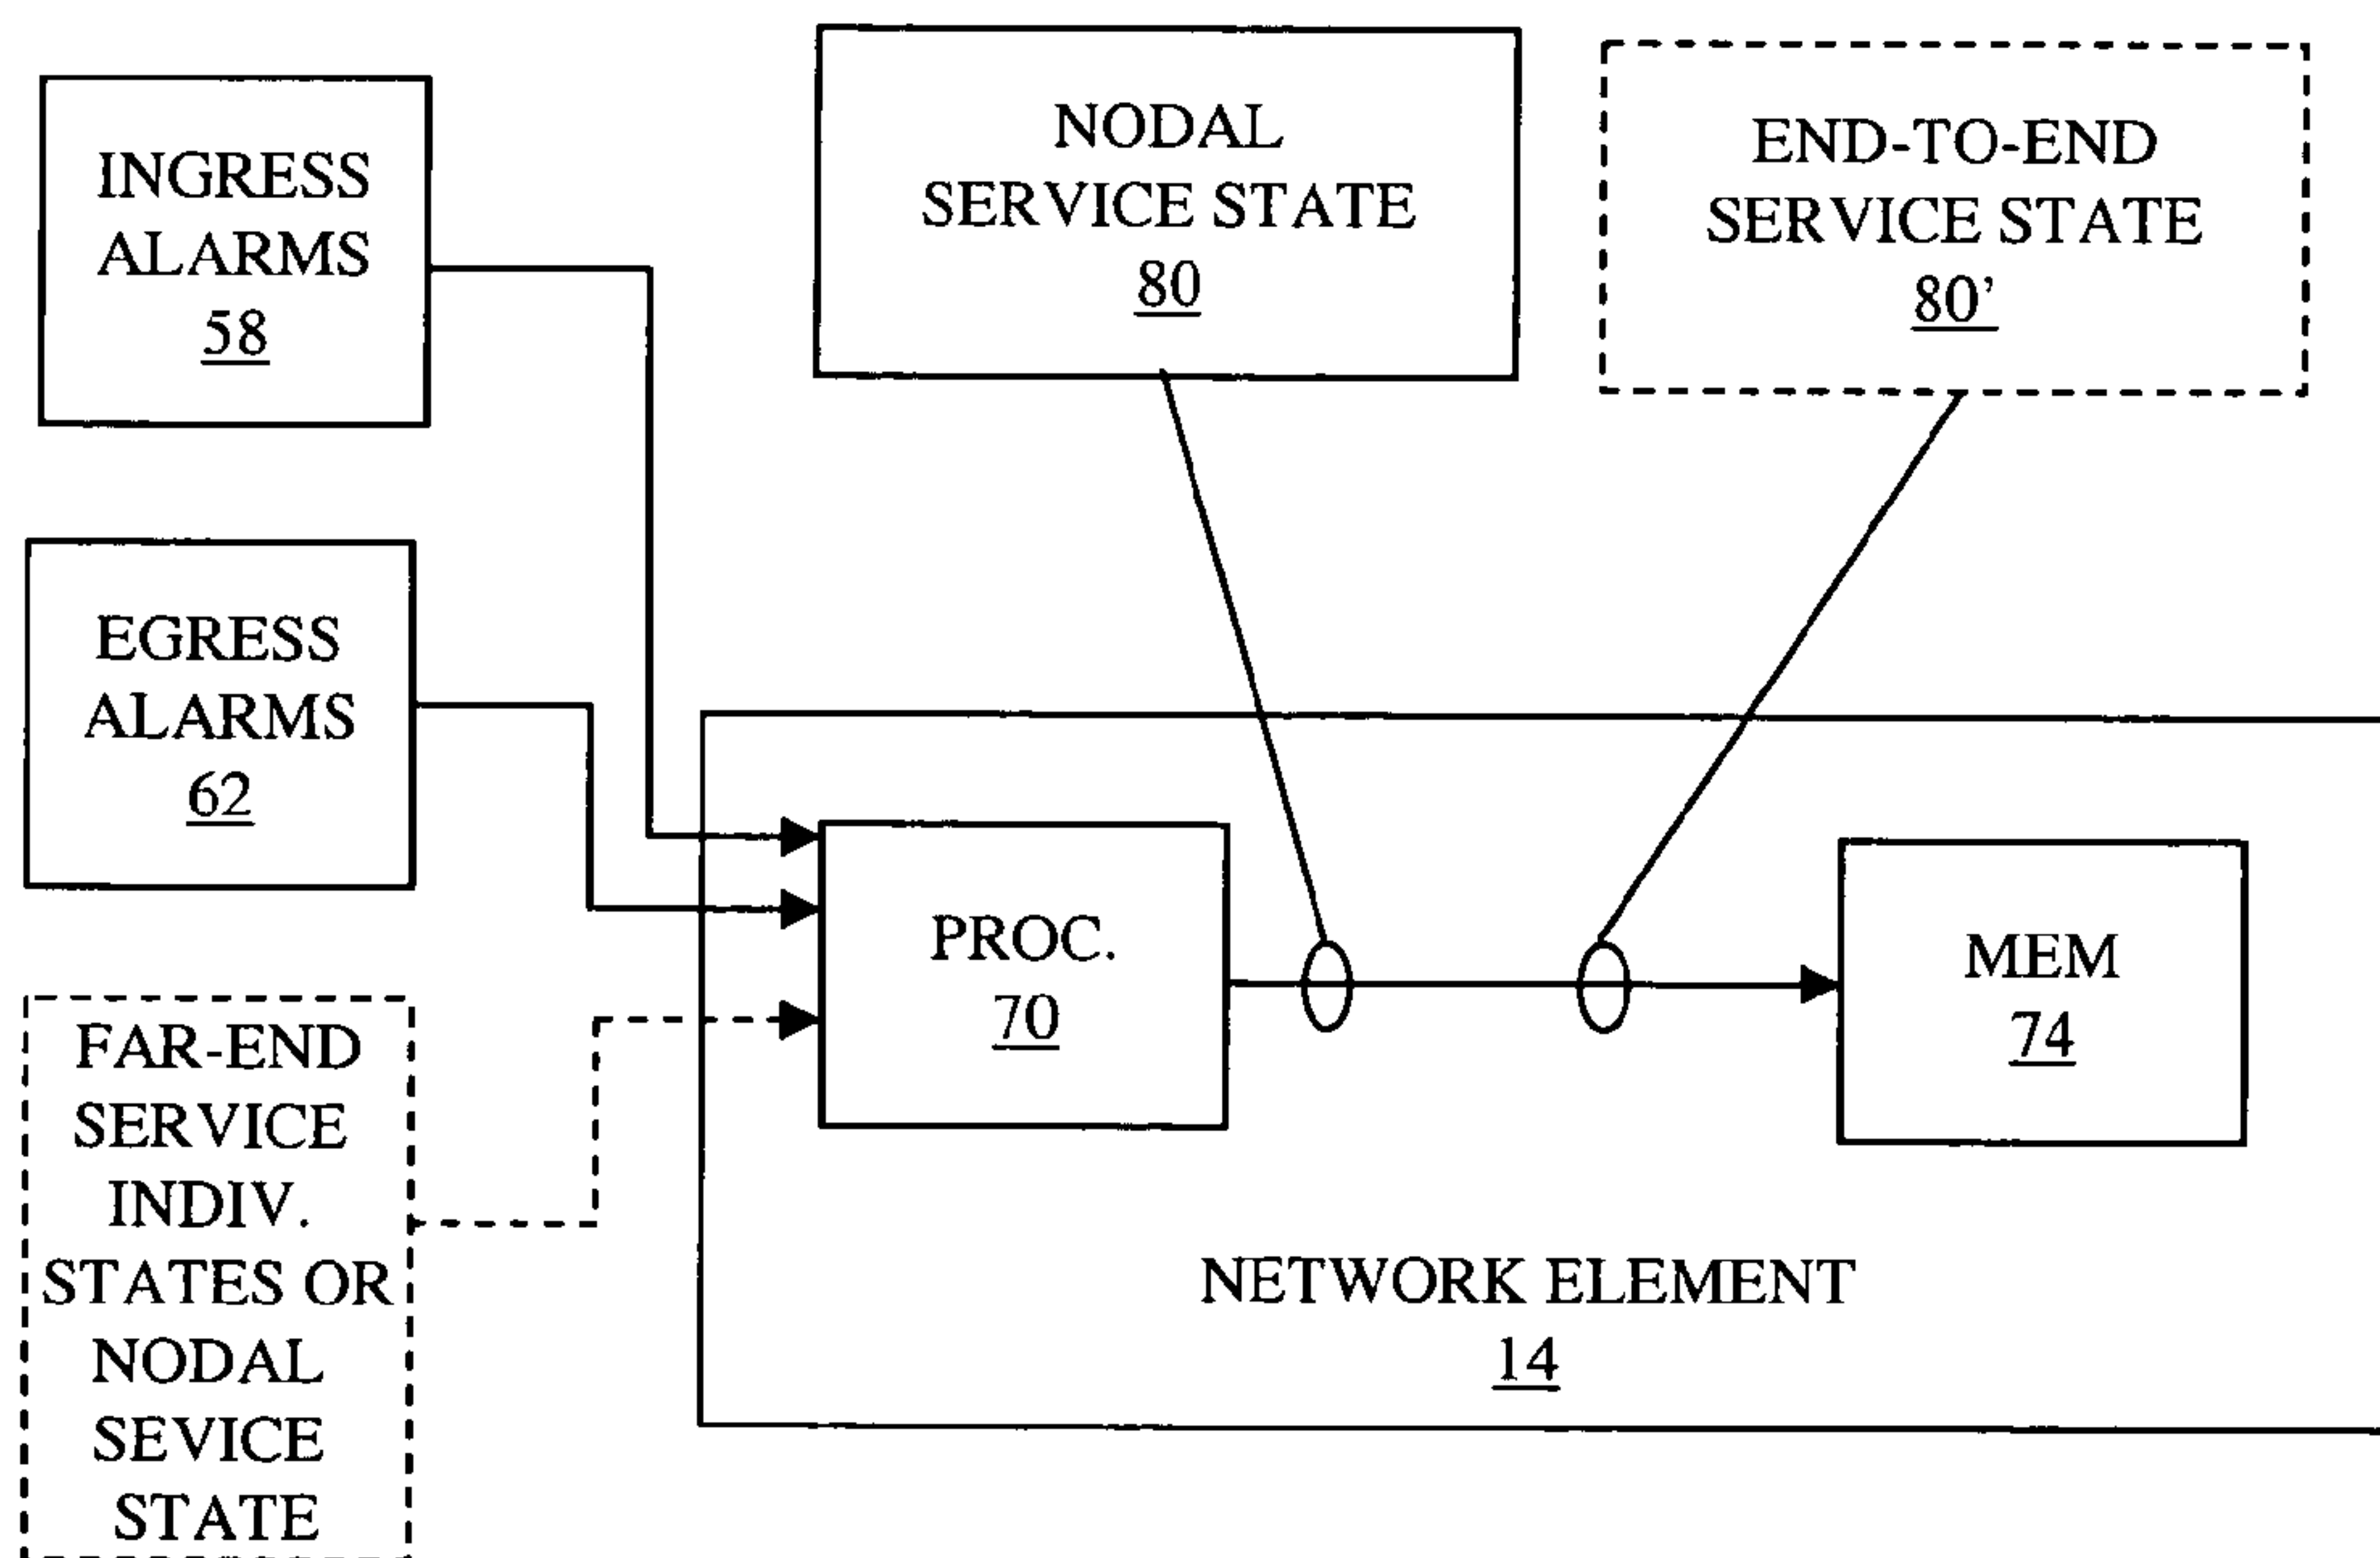 INGRESS
ALARMS
58
NODAL
SERVICE STATE
80
END-TO-END
SERVICE STATE
80’
EGRESS
ALARMS
62
PROC.
70
MEM
74
FAR-END
SERVICE
INDIV.
STATES OR
NODAL
SEVICE
STATE
NETWORK ELEMENT
14